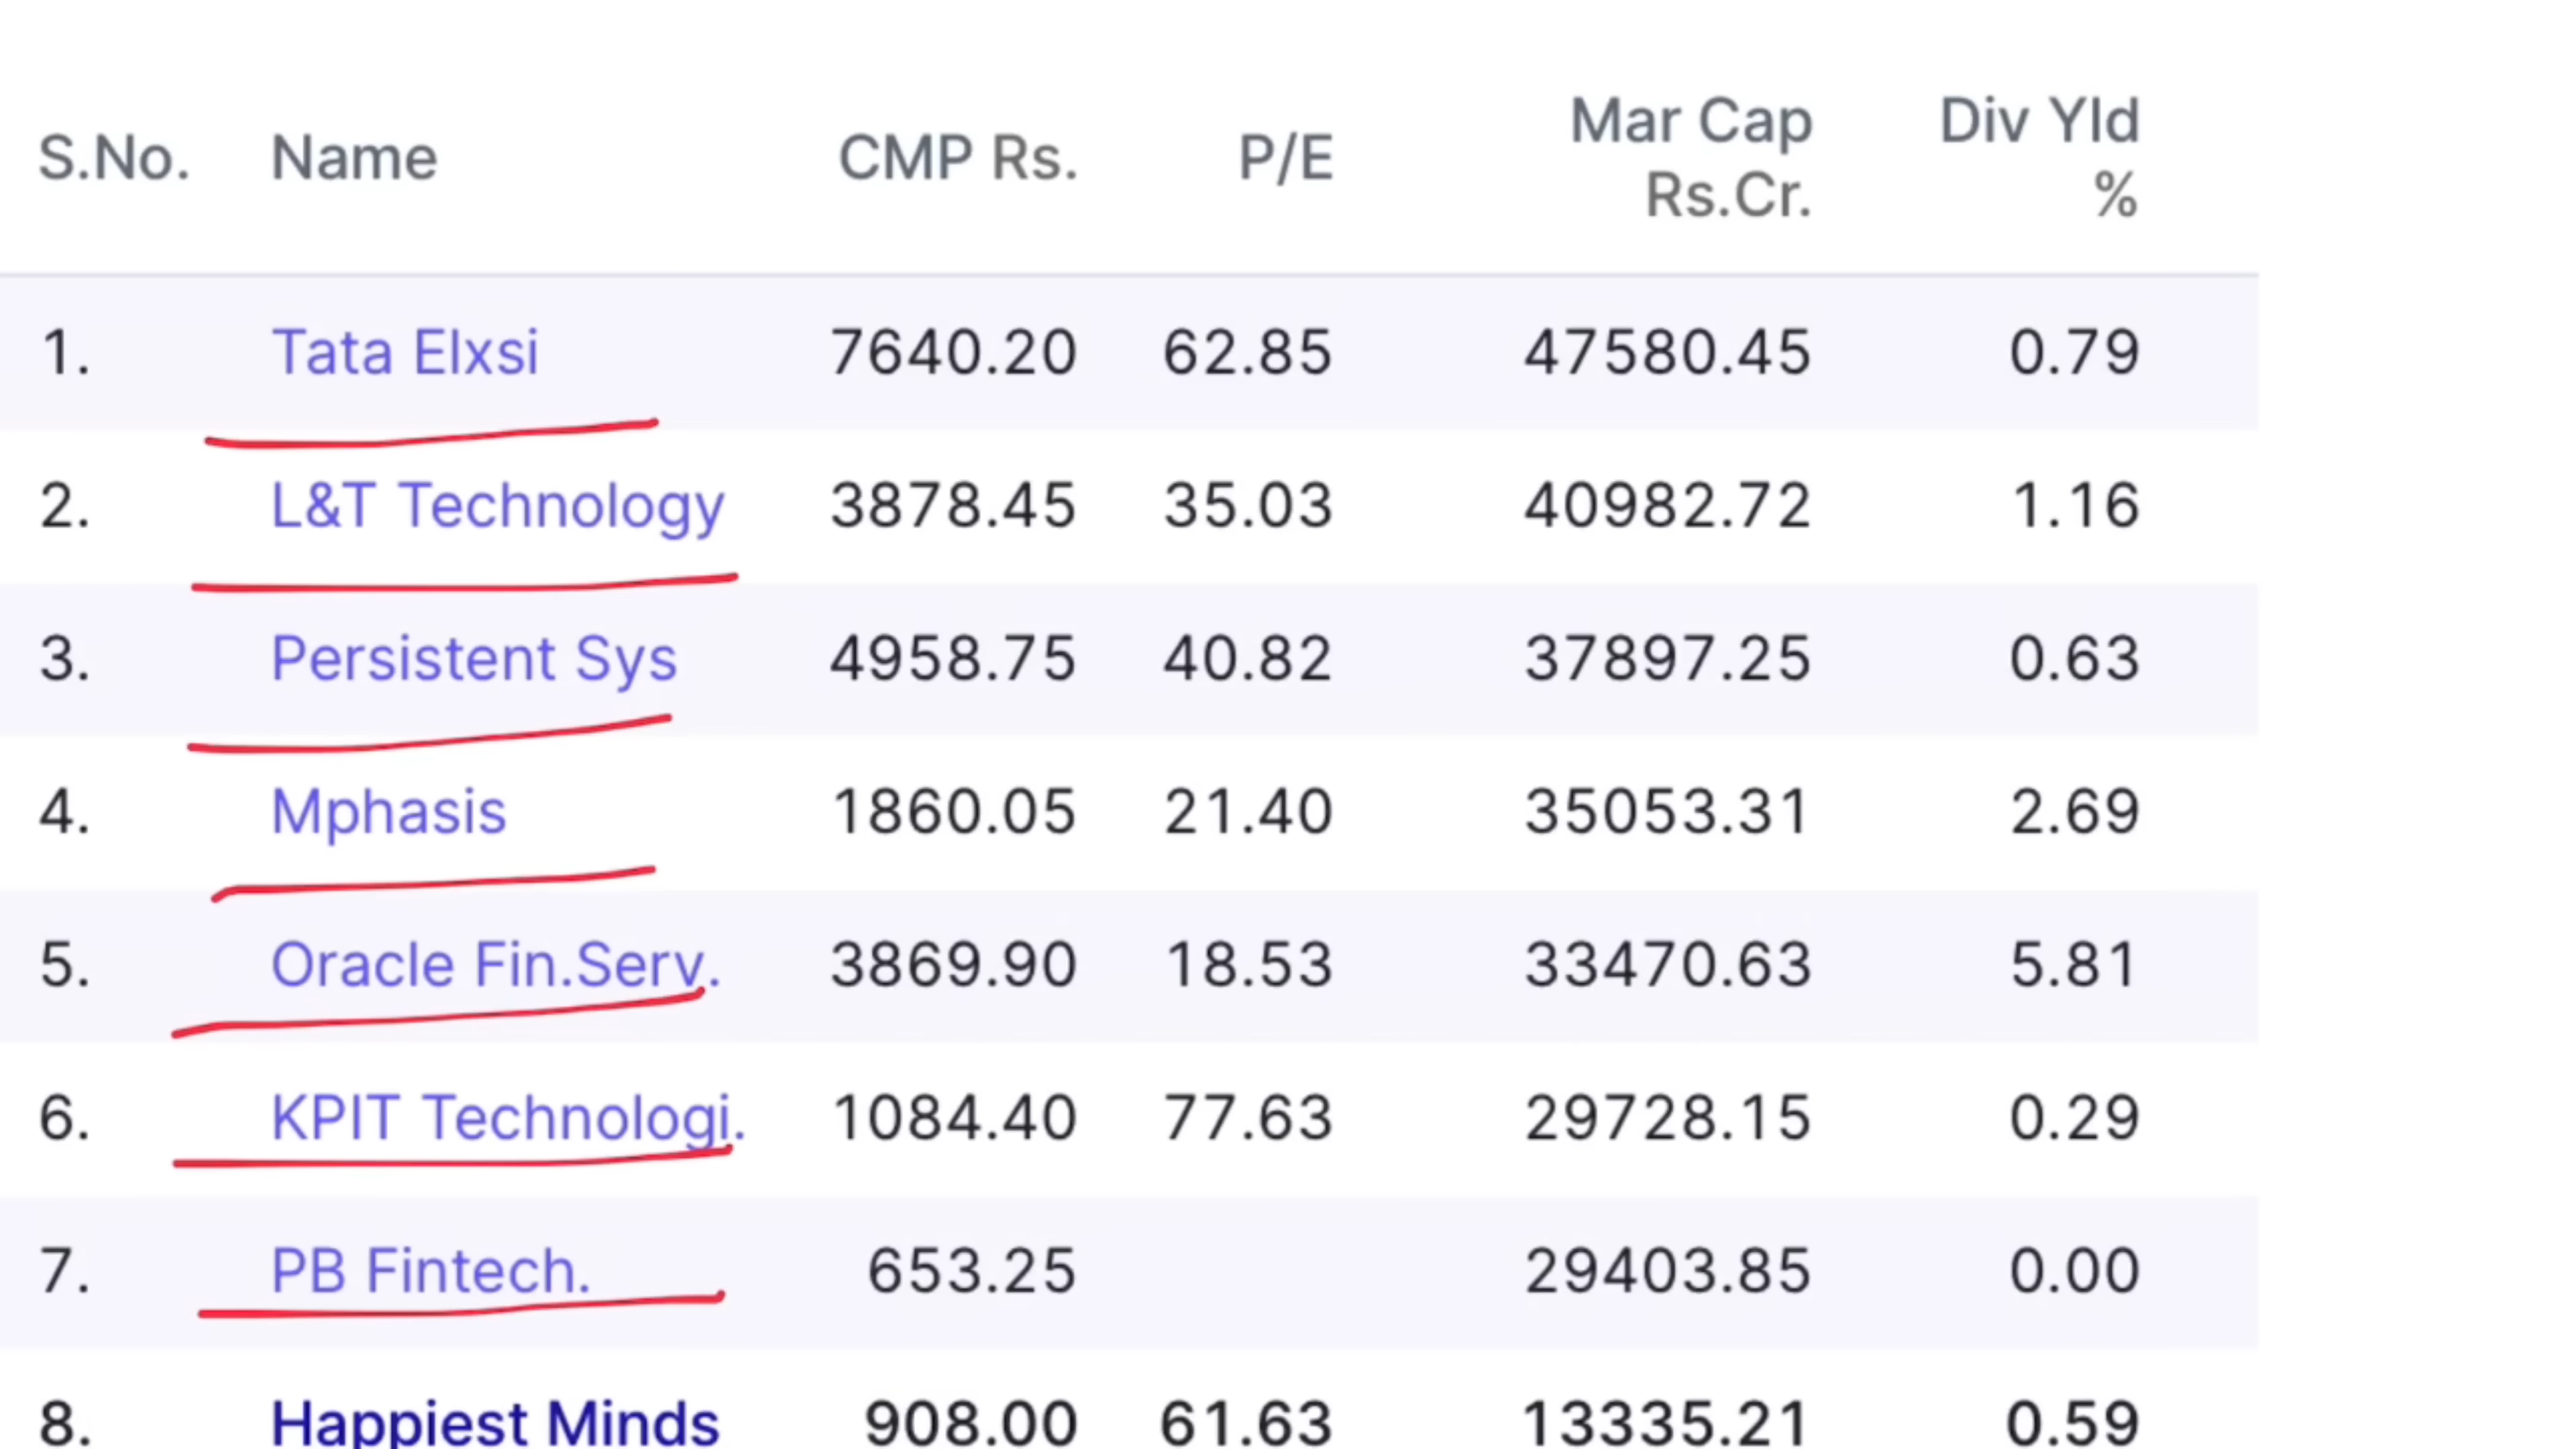 S.No. Name CMP Rs. P/E Mar Cap Rs.Cr. Div Yld %
1. Tata Elxsi 7640.20 62.85 47580.45 0.79
2. L&T Technology 3878.45 35.03 40982.72 1.16
3. Persistent Sys 4958.75 40.82 37897.25 0.63
4. Mphasis 1860.05 21.40 35053.31 2.69
5. Oracle Fin.Serv. 3869.90 18.53 33470.63 5.81
6. KPIT Technologi. 1084.40 77.63 29728.15 0.29
7. PB Fintech. 653.25 29403.85 0.00
8. Happiest Minds 908.00 61.63 13335.21 0.59